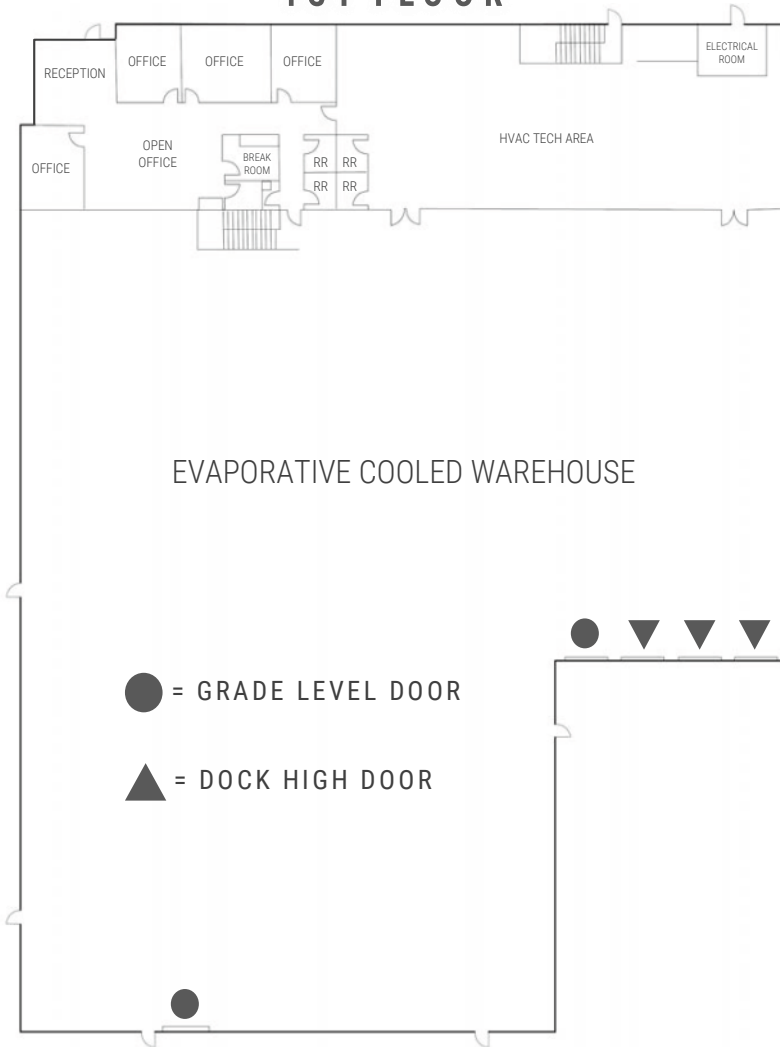 1ST FLOOR
RECEPTION
OFFICE
OFFICE
OFFICE
ELECTRICAL
ROOM
OFFICE
OPEN
OFFICE
BREAK
ROOM
RR
RR
RR
RR
HVAC TECH AREA
EVAPORATIVE COOLED WAREHOUSE
= GRADE LEVEL DOOR
= DOCK HIGH DOOR